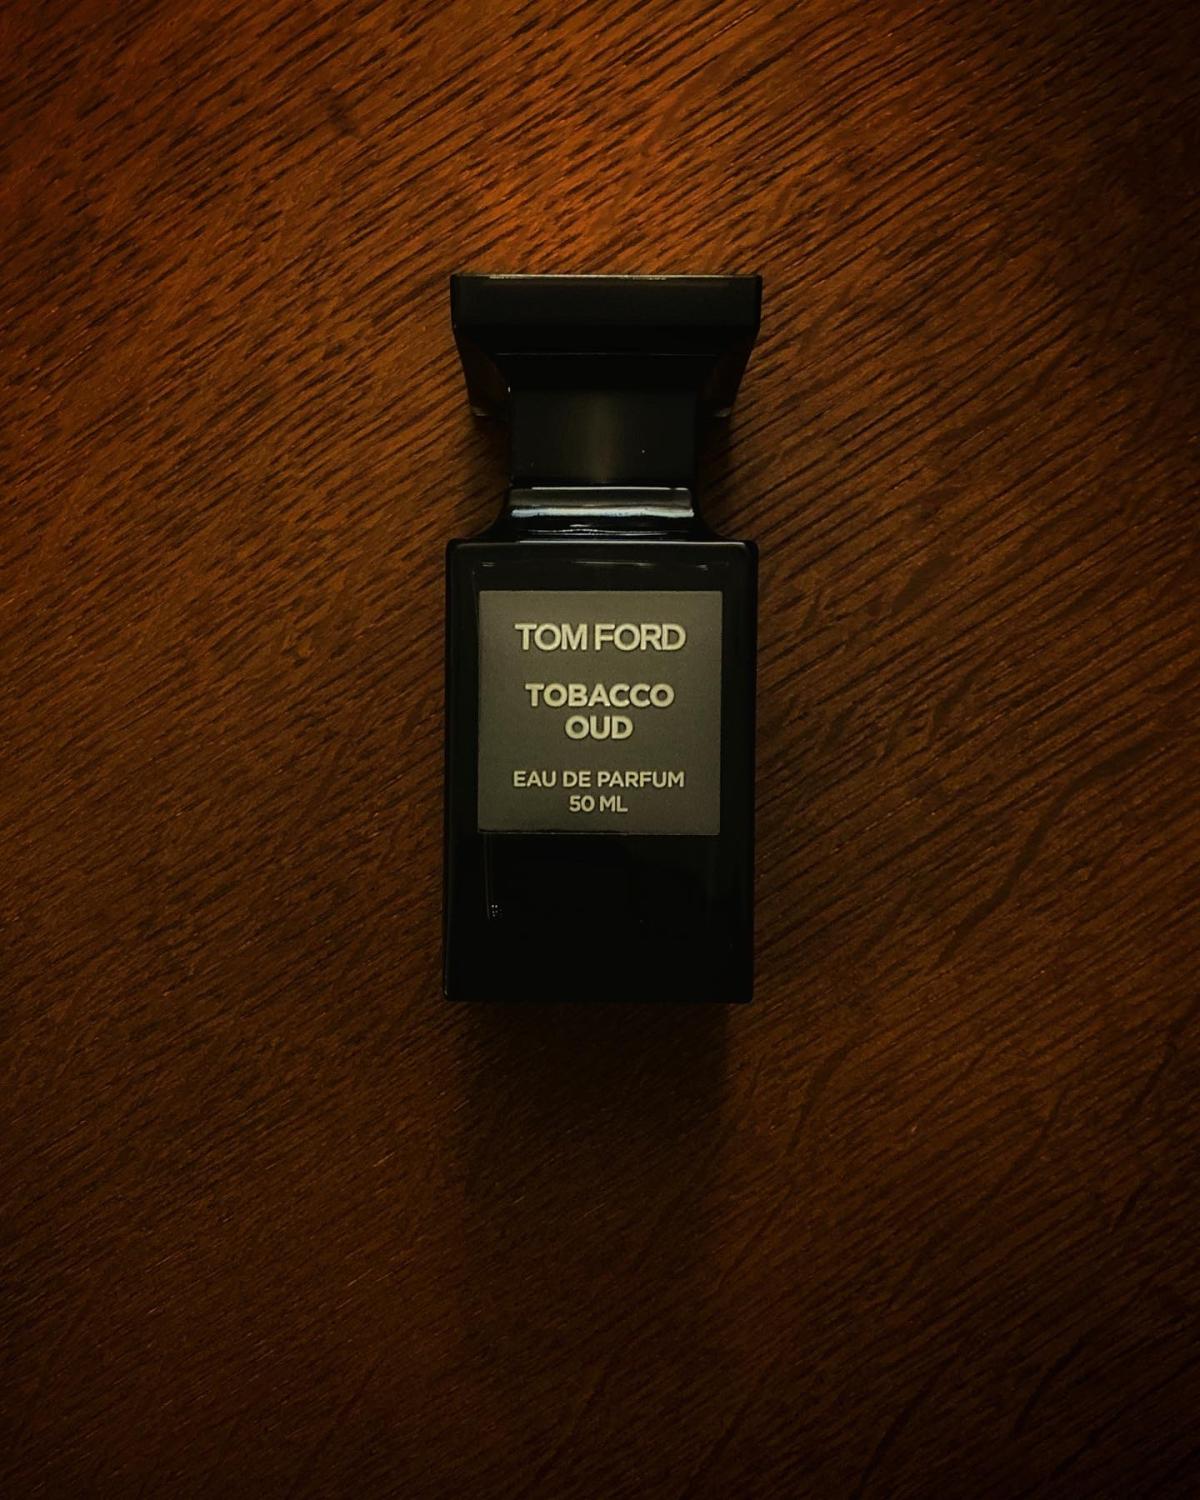 TOM FORD
TOBACCO
OUD
EAU DE PARFUM
50 ML